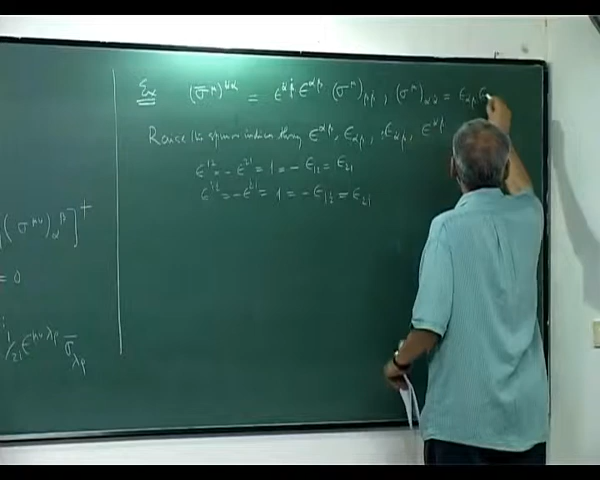 Ex (σ̄^μ)^{α̇α} = ε^{α̇β̇} ε^{αβ} (σ^μ)_{ββ̇} , (σ^μ)_{αα̇} = ε_{αβ} ε
Raise the spinor indices through ε^{αβ}, ε_{αβ}, ε_{α̇β̇}, ε^{α̇β̇}
ε^{12} = - ε^{21} = 1 = - ε_{12} = ε_{21}
ε^{1̇2̇} = - ε^{2̇1̇} = 1 = - ε_{1̇2̇} = ε_{2̇1̇}
(σ^{μν})_α^β]^†
= 0
1/2i ε^{μνλρ} σ̄_{λρ}